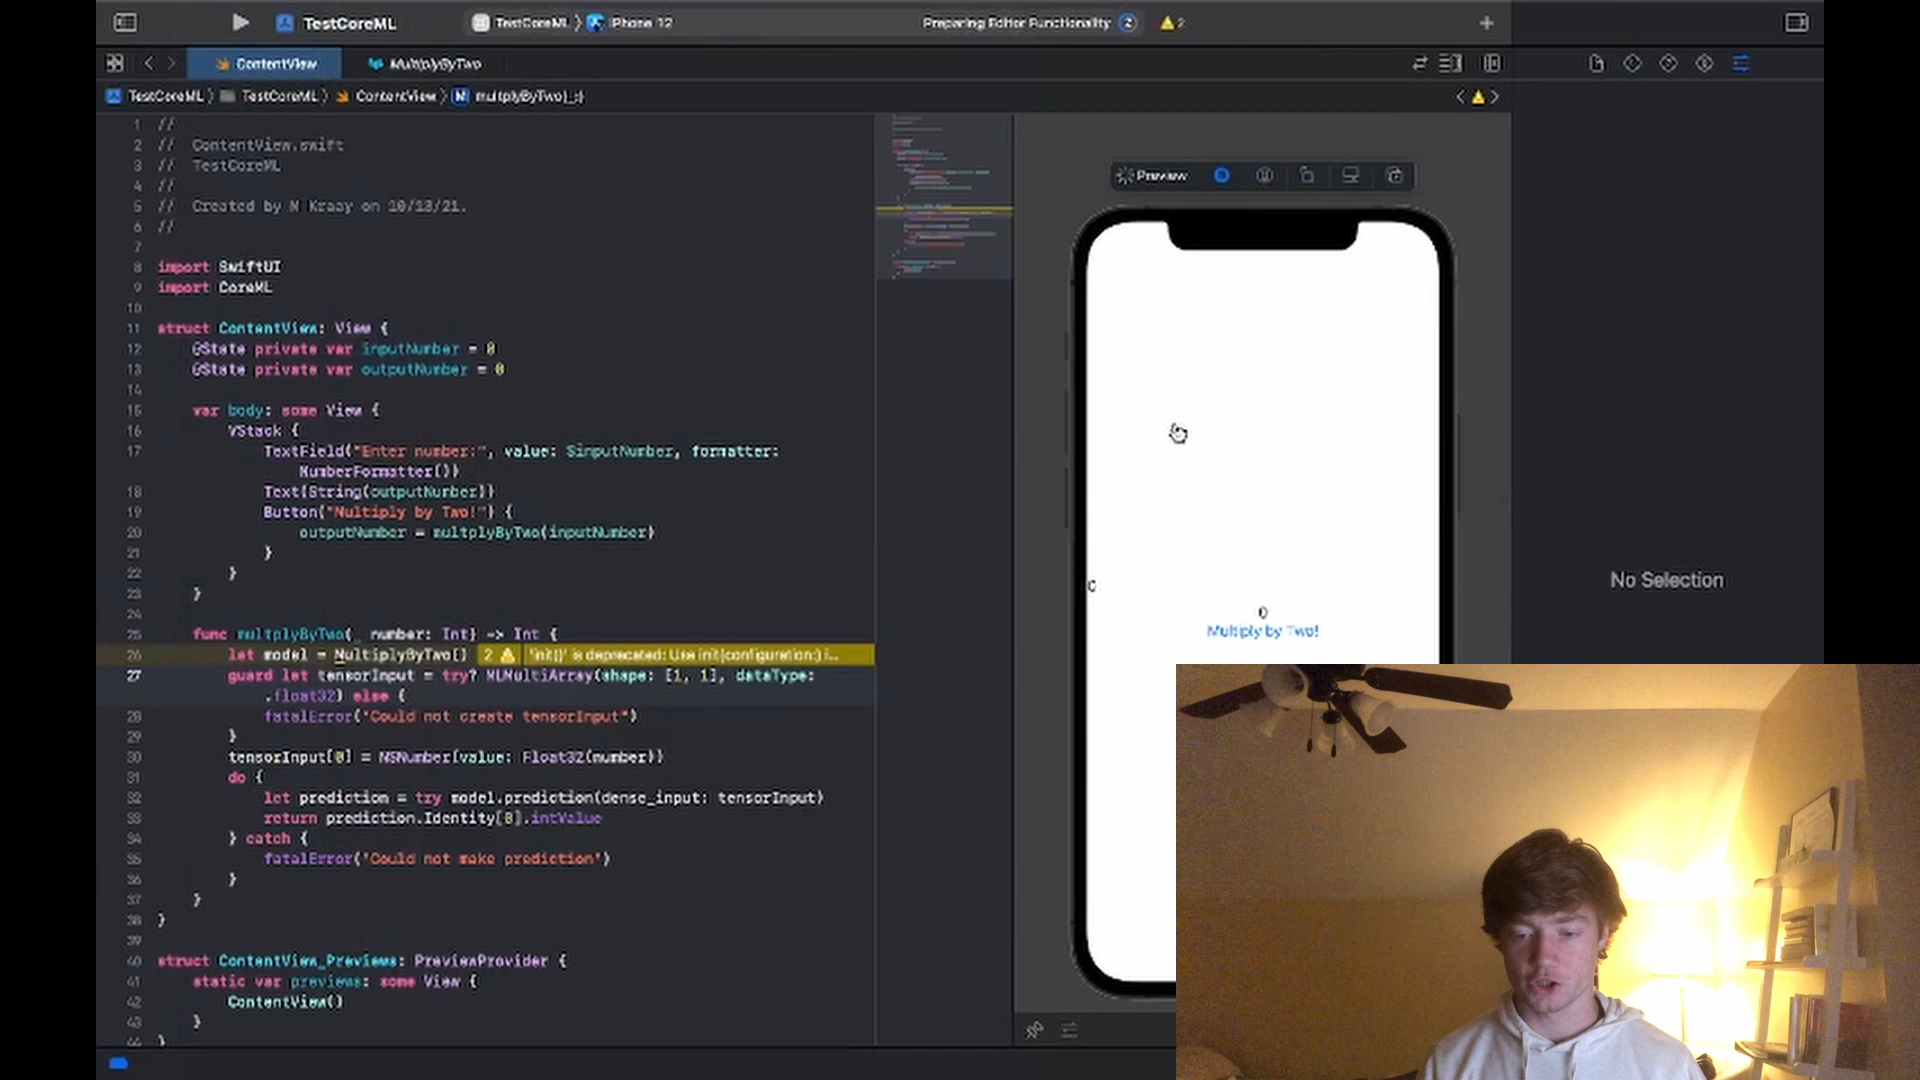 TestCoreML
TestCoreML 〉 iPhone 12
Preparing Editor Functionality 2
2
ContentView
MultiplyByTwo
TestCoreML 〉 TestCoreML 〉 ContentView 〉 M multplyByTwo(_:)
1 //
2 // ContentView.swift
3 // TestCoreML
4 //
5 // Created by M Kraay on 10/13/21.
6 //
7
8 import SwiftUI
9 import CoreML
10
11 struct ContentView: View {
12 @State private var inputNumber = 0
13 @State private var outputNumber = 0
14
15 var body: some View {
16 VStack {
17 TextField("Enter number:", value: $inputNumber, formatter:
NumberFormatter())
18 Text(String(outputNumber))
19 Button("Multiply by Two!") {
20 outputNumber = multplyByTwo(inputNumber)
21 }
22 }
23 }
24
25 func multplyByTwo(_ number: Int) -> Int {
26 let model = MultiplyByTwo() 2 'init()' is deprecated: Use init(configuration:) i...
27 guard let tensorInput = try? MLMultiArray(shape: [1, 1], dataType:
.float32) else {
28 fatalError("Could not create tensorInput")
29 }
30 tensorInput[0] = NSNumber(value: Float32(number))
31 do {
32 let prediction = try model.prediction(dense_input: tensorInput)
33 return prediction.Identity[0].intValue
34 } catch {
35 fatalError("Could not make prediction")
36 }
37 }
38 }
39
40 struct ContentView_Previews: PreviewProvider {
41 static var previews: some View {
42 ContentView()
43 }
44 }
Preview
0
0
Multiply by Two!
No Selection